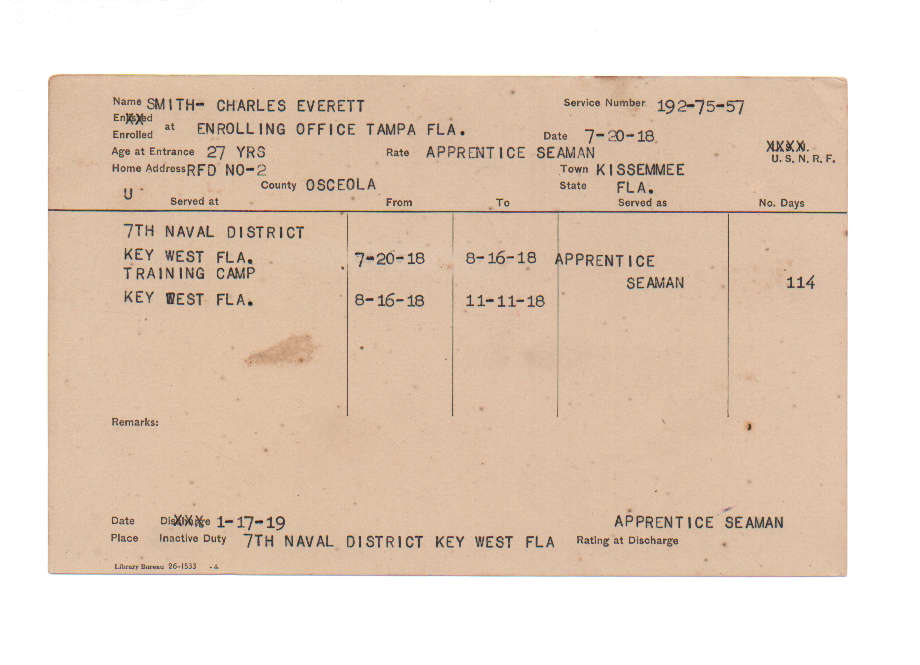 Name SMITH- CHARLES EVERETT Service Number 192-75-57
Enlisted
Enrolled at ENROLLING OFFICE TAMPA FLA. Date 7-20-18
Age at Entrance 27 YRS Rate APPRENTICE SEAMAN XXXX. U. S. N. R. F.
Home Address RFD NO-2 Town KISSEMMEE
U County OSCEOLA State FLA.
Served at From To Served as No. Days
7TH NAVAL DISTRICT
KEY WEST FLA. 7-20-18 8-16-18 APPRENTICE
TRAINING CAMP SEAMAN 114
KEY WEST FLA. 8-16-18 11-11-18
Remarks:
Date Discharge 1-17-19 APPRENTICE SEAMAN
Place Inactive Duty 7TH NAVAL DISTRICT KEY WEST FLA Rating at Discharge
Library Bureau 26-1533 -A